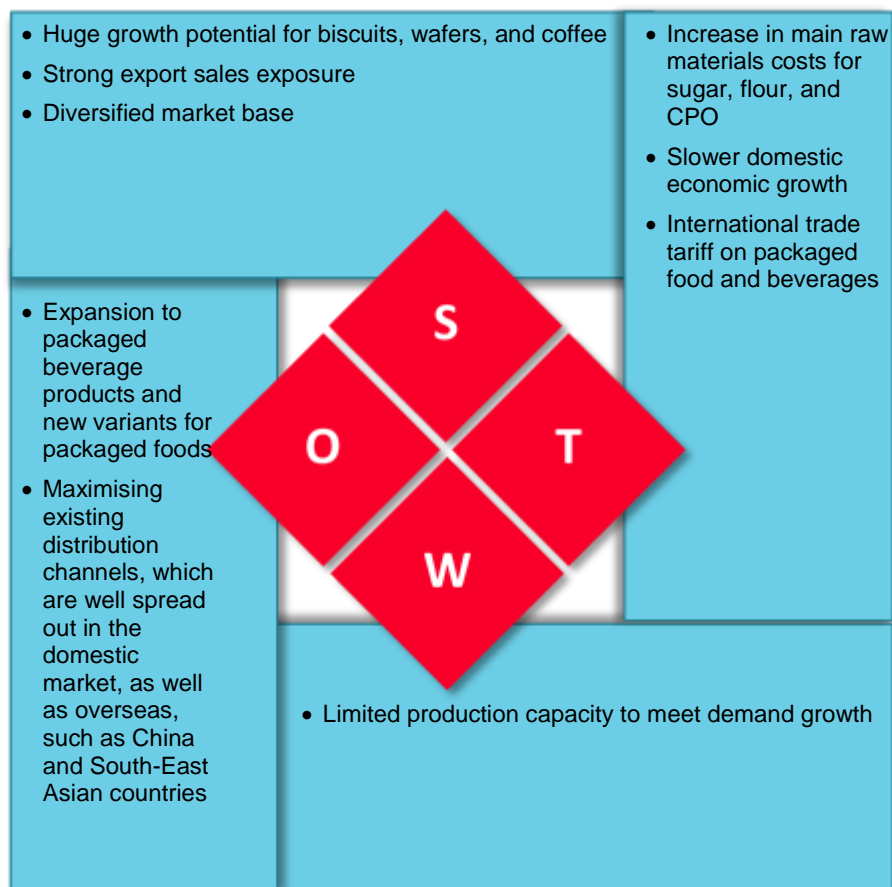 • Huge growth potential for biscuits, wafers, and coffee
• Strong export sales exposure
• Diversified market base
• Increase in main raw
materials costs for
sugar, flour, and
CPO
• Slower domestic
economic growth
• International trade
tariff on packaged
food and beverages
S
O
T
W
• Expansion to
packaged
beverage
products and
new variants for
packaged foods
• Maximising
existing
distribution
channels, which
are well spread
out in the
domestic
market, as well
as overseas,
such as China
and South-East
Asian countries
• Limited production capacity to meet demand growth